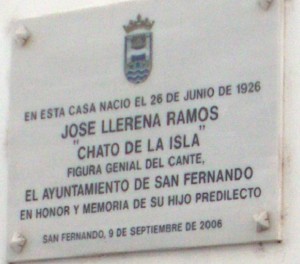 EN ESTA CASA NACIO EL 26 DE JUNIO DE 1926
JOSE LLERENA RAMOS
"CHATO DE LA ISLA"
FIGURA GENIAL DEL CANTE,
EL AYUNTAMIENTO DE SAN FERNANDO
EN HONOR Y MEMORIA DE SU HIJO PREDILECTO
SAN FERNANDO, 9 DE SEPTIEMBRE DE 2006